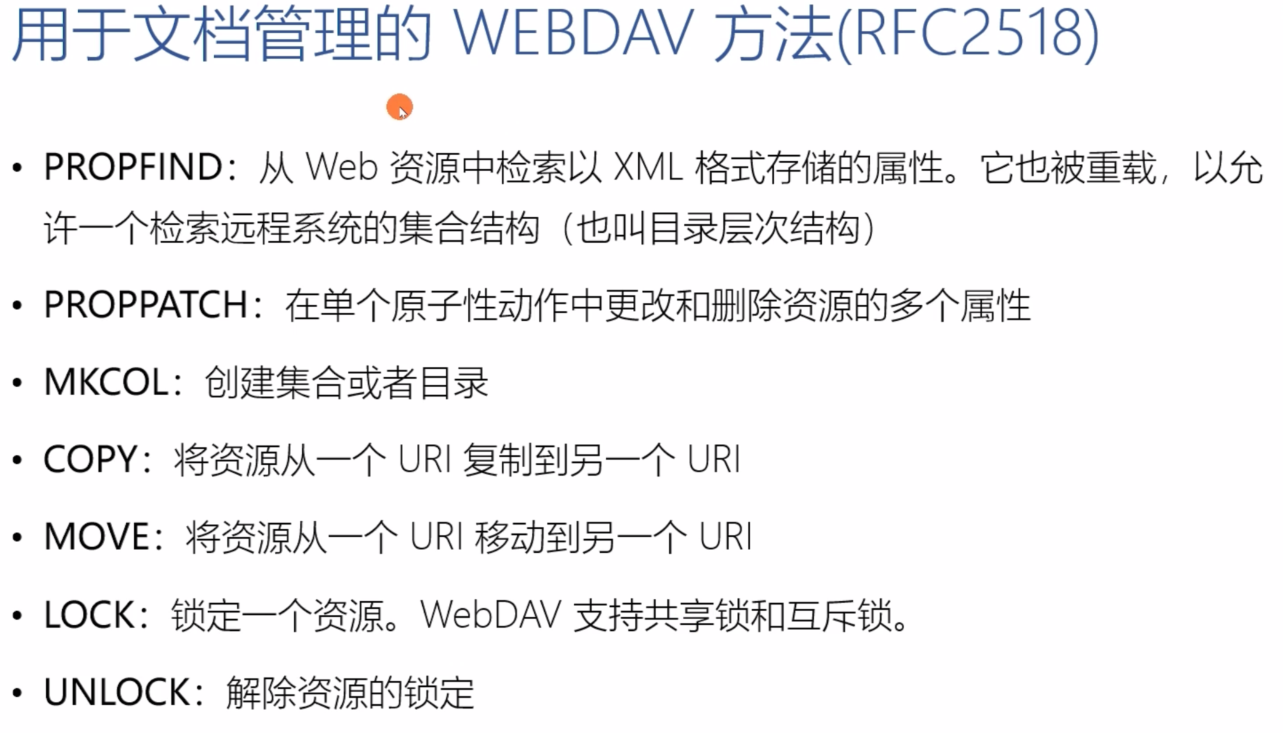 用于文档管理的 WEBDAV 方法(RFC2518)
• PROPFIND：从 Web 资源中检索以 XML 格式存储的属性。它也被重载，以允
许一个检索远程系统的集合结构（也叫目录层次结构）
• PROPPATCH：在单个原子性动作中更改和删除资源的多个属性
• MKCOL：创建集合或者目录
• COPY：将资源从一个 URI 复制到另一个 URI
• MOVE：将资源从一个 URI 移动到另一个 URI
• LOCK：锁定一个资源。WebDAV 支持共享锁和互斥锁。
• UNLOCK：解除资源的锁定